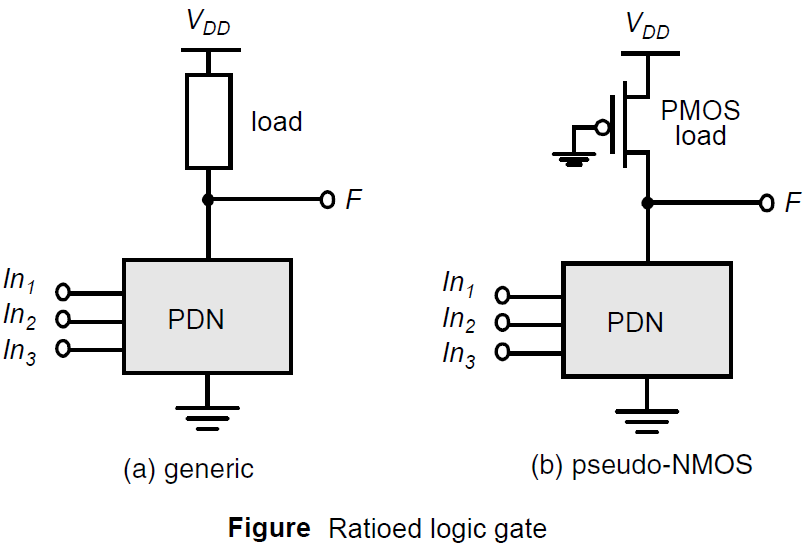 VDD
load
F
In1
In2
In3
PDN
(a) generic
VDD
PMOS
load
F
In1
In2
In3
PDN
(b) pseudo-NMOS
Figure Ratioed logic gate